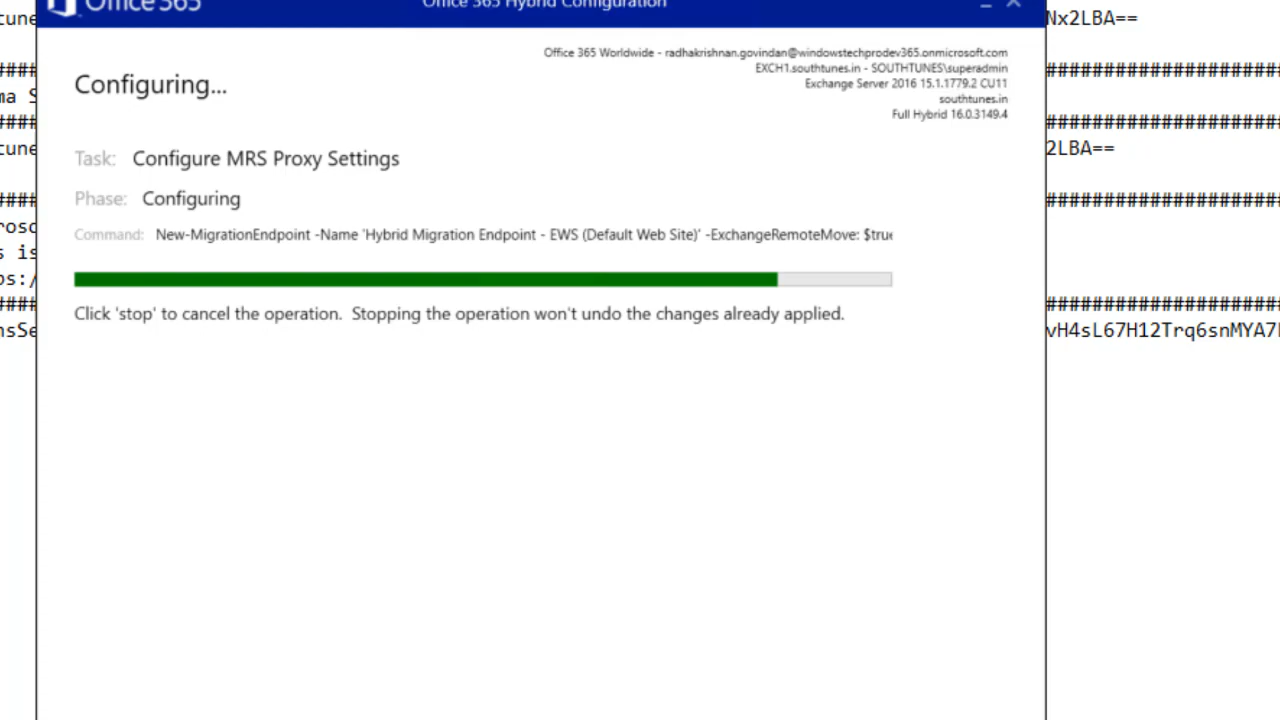 Office 365
Office 365 Hybrid Configuration
Nx2LBA==
Office 365 Worldwide - radhakrishnan.govindan@windowstechprodev365.onmicrosoft.com
EXCH1.southtunes.in - SOUTHTUNES\superadmin
Exchange Server 2016 15.1.1779.2 CU11
southtunes.in
Full Hybrid 16.0.3149.4
Configuring...
2LBA==
Task: Configure MRS Proxy Settings
Phase: Configuring
Command: New-MigrationEndpoint -Name 'Hybrid Migration Endpoint - EWS (Default Web Site)' -ExchangeRemoteMove: $true
Click 'stop' to cancel the operation. Stopping the operation won't undo the changes already applied.